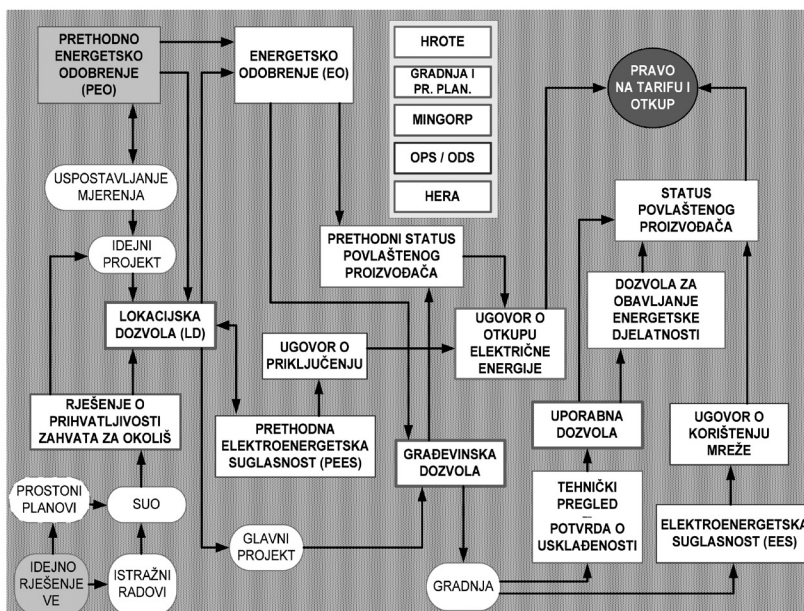 PRETHODNO
ENERGETSKO
ODOBRENJE
(PEO)
ENERGETSKO
ODOBRENJE (EO)
HROTE
GRADNJA I
PR. PLAN.
MINGORP
OPS / ODS
HERA
PRAVO
NA TARIFU I
OTKUP
USPOSTAVLJANJE
MJERENJA
IDEJNI
PROJEKT
PRETHODNI STATUS
POVLAŠTENOG
PROIZVOĐAČA
STATUS
POVLAŠTENOG
PROIZVOĐAČA
LOKACIJSKA
DOZVOLA (LD)
UGOVOR O
PRIKLJUČENJU
UGOVOR O
OTKUPU
ELEKTRIČNE
ENERGIJE
DOZVOLA ZA
OBAVLJANJE
ENERGETSKE
DJELATNOSTI
RJEŠENJE O
PRIHVATLJIVOSTI
ZAHVATA ZA OKOLIŠ
PRETHODNA
ELEKTROENERGETSKA
SUGLASNOST (PEES)
GRAĐEVINSKA
DOZVOLA
UPORABNA
DOZVOLA
UGOVOR O
KORIŠTENJU
MREŽE
PROSTONI
PLANOVI
SUO
TEHNIČKI
PREGLED
POTVRDA O
USKLAĐENOSTI
ELEKTROENERGETSKA
SUGLASNOST (EES)
GLAVNI
PROJEKT
IDEJNO
RJEŠENJE
VE
ISTRAŽNI
RADOVI
GRADNJA